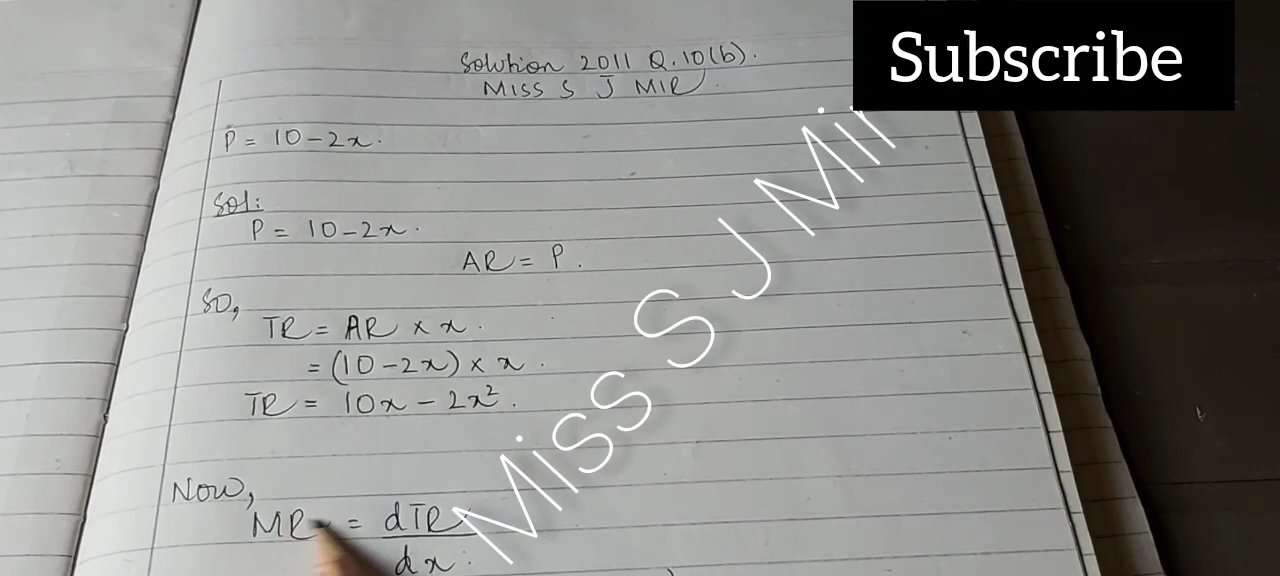 Subscribe
Solution 2011 Q.10(b).
MISS S J MIR.
P = 10 - 2x.
Sol:
P = 10 - 2x.
AR = P.
SO,
TR = AR × x.
= (10 - 2x) × x.
TR = 10x - 2x².
Now,
MR = dTR
dx.
Miss S J Mir